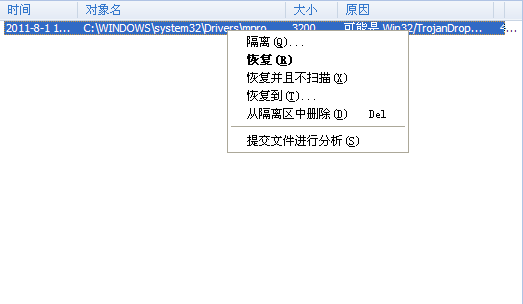 时间 对象名 大小 原因
2011-8-1 1... C:\WINDOWS\system32\Drivers\mpro 3200 可能是 Win32/TrojanDrop...
隔离(Q)...
恢复(R)
恢复并且不扫描(X)
恢复到(T)...
从隔离区中删除(D) Del
提交文件进行分析(S)